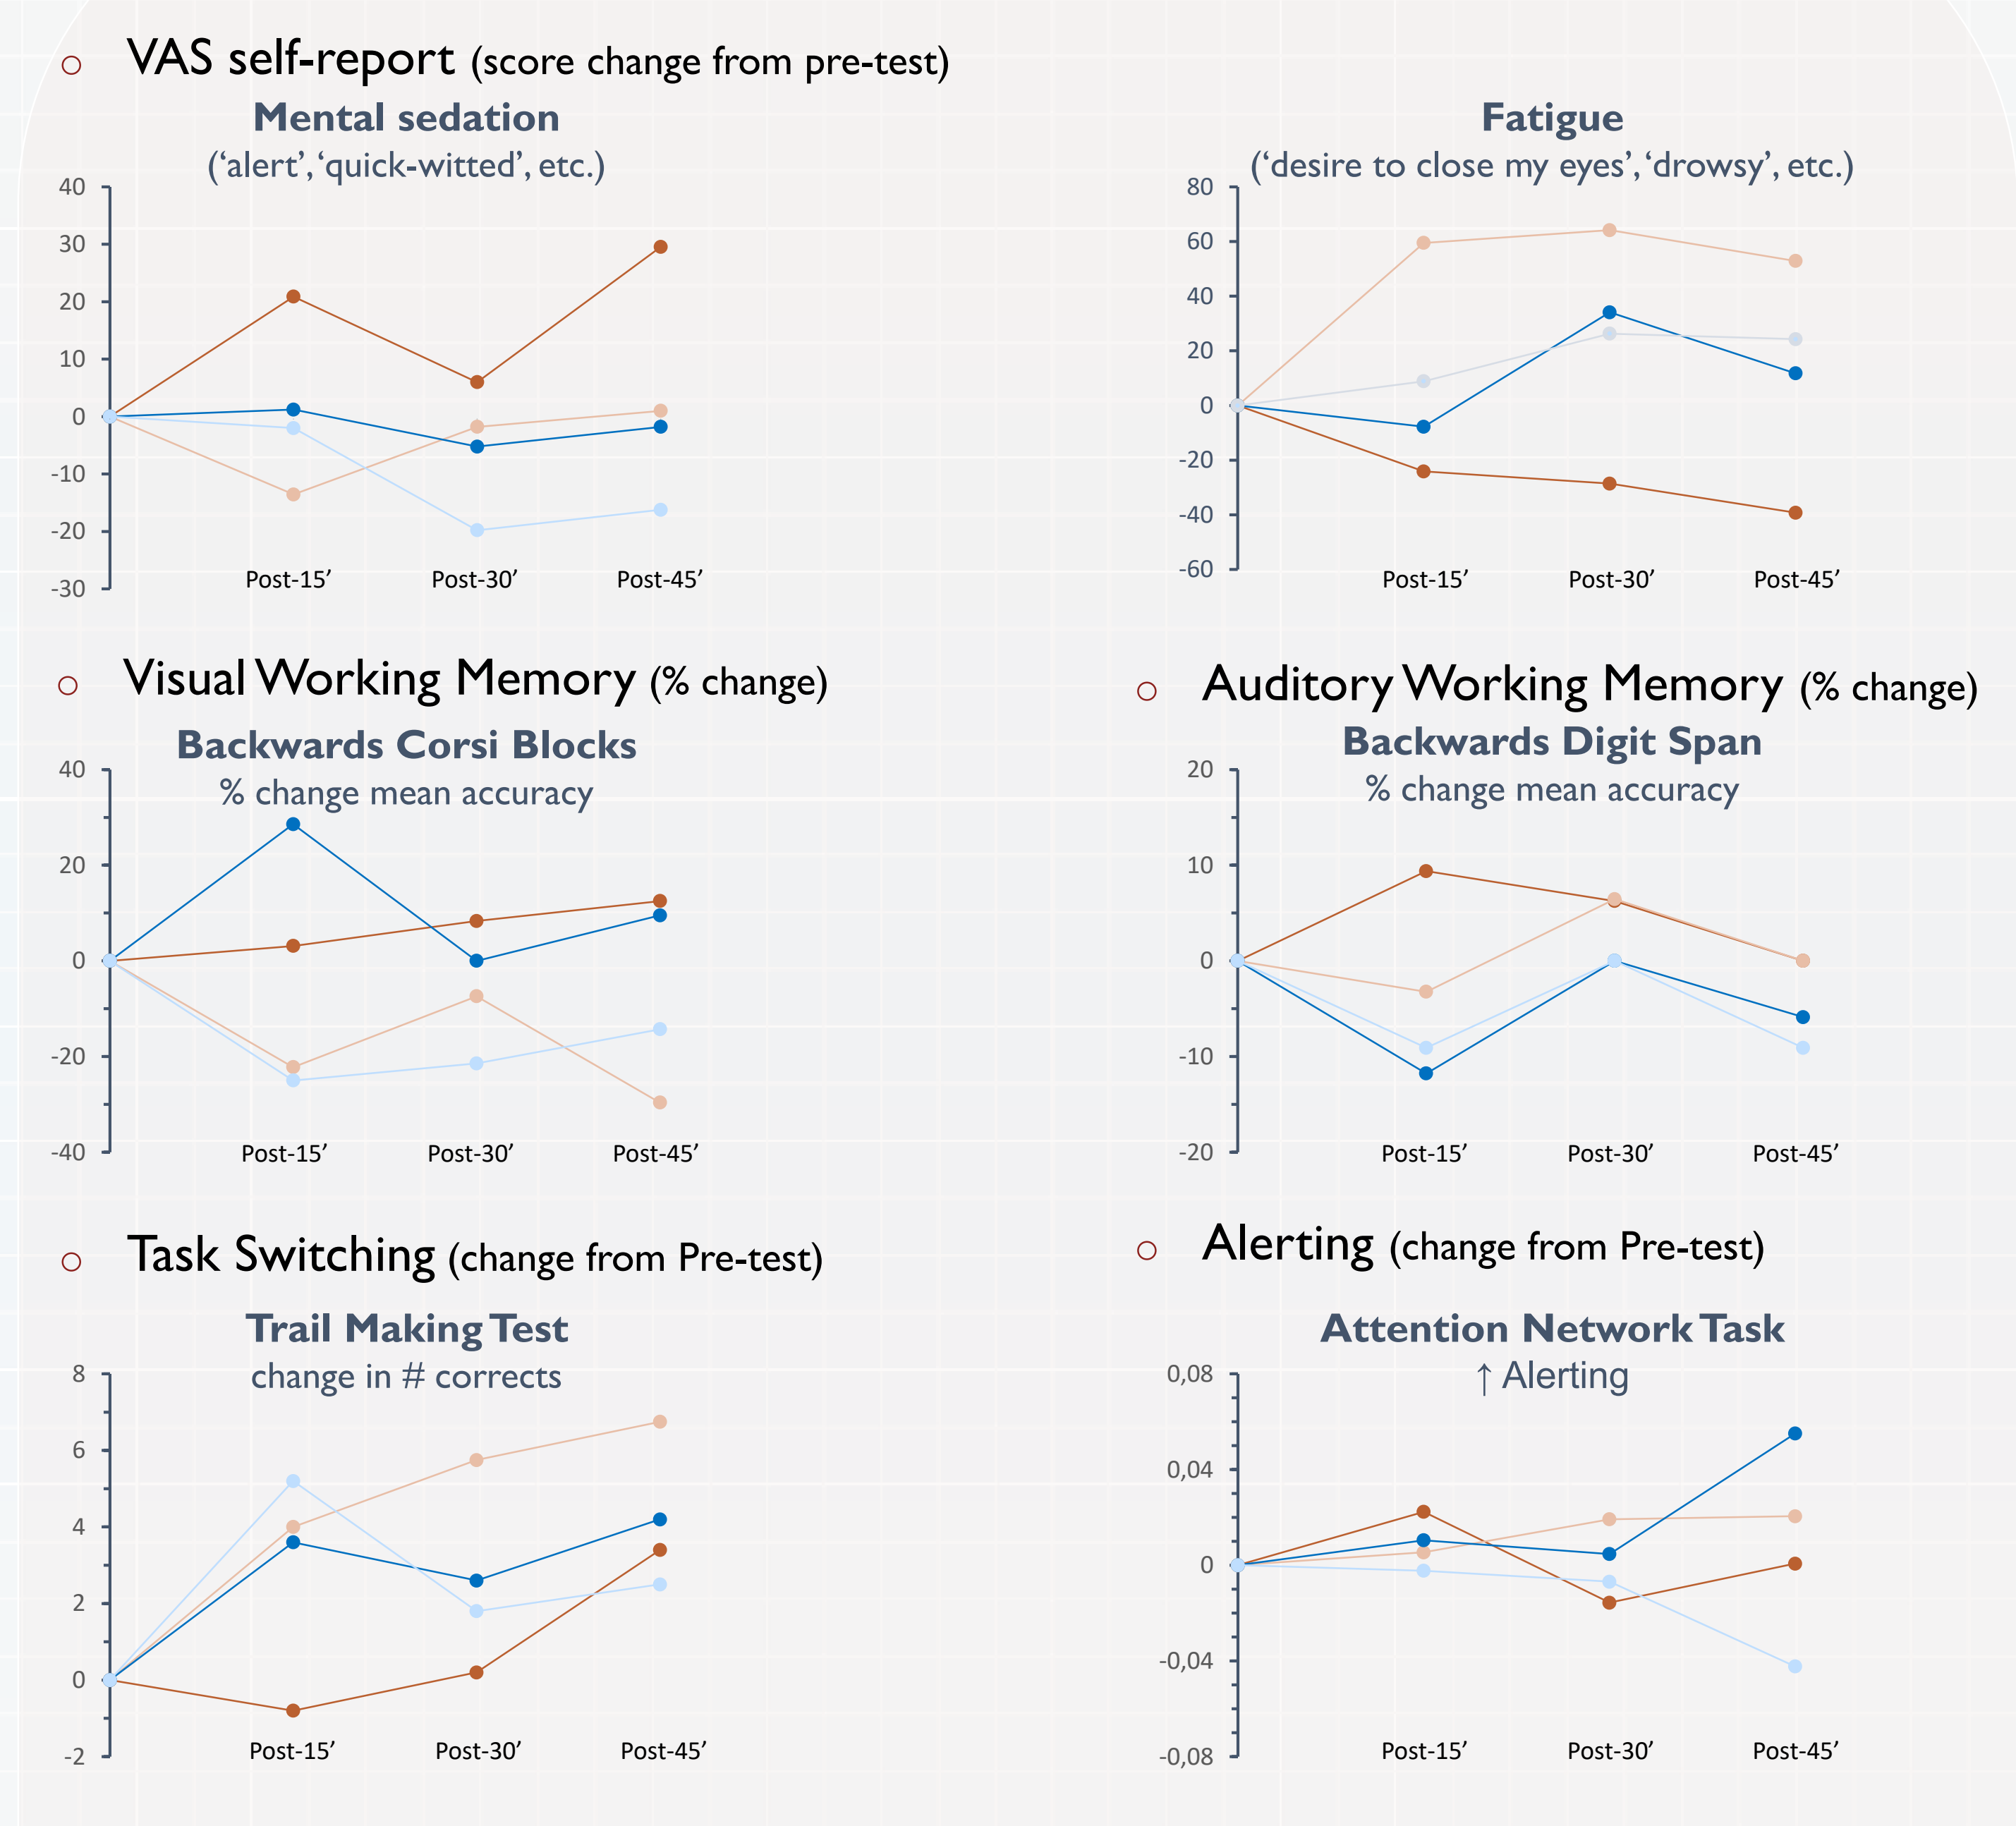 VAS self-report (score change from pre-test)
Mental sedation
(‘alert’, ‘quick-witted’, etc.)
40
30
20
10
0
-10
-20
-30
Post-15’ Post-30’ Post-45’
Fatigue
(‘desire to close my eyes’, ‘drowsy’, etc.)
80
60
40
20
0
-20
-40
-60
Post-15’ Post-30’ Post-45’
Visual Working Memory (% change)
Backwards Corsi Blocks
% change mean accuracy
40
20
0
-20
-40
Post-15’ Post-30’ Post-45’
Auditory Working Memory (% change)
Backwards Digit Span
% change mean accuracy
20
10
0
-10
-20
Post-15’ Post-30’ Post-45’
Task Switching (change from Pre-test)
Trail Making Test
change in # corrects
8
6
4
2
0
-2
Post-15’ Post-30’ Post-45’
Alerting (change from Pre-test)
Attention Network Task
↑ Alerting
0,08
0,04
0
-0,04
-0,08
Post-15’ Post-30’ Post-45’